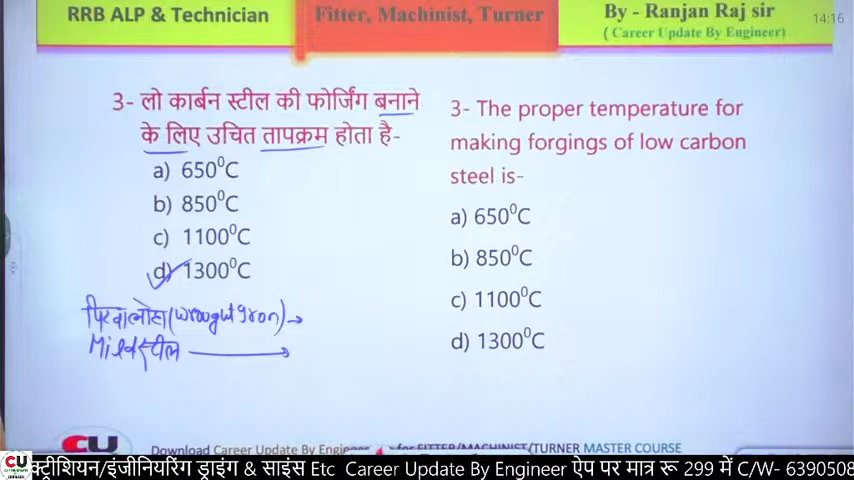 RRB ALP & Technician
Fitter, Machinist, Turner
By - Ranjan Raj sir
( Career Update By Engineer)
14:16
3- लो कार्बन स्टील की फोर्जिंग बनाने
के लिए उचित तापक्रम होता है-
a) 650⁰C
b) 850⁰C
c) 1100⁰C
d) 1300⁰C
पिटवा लोहा (Wrought Iron) →
Mild स्टील
3- The proper temperature for
making forgings of low carbon
steel is-
a) 650⁰C
b) 850⁰C
c) 1100⁰C
d) 1300⁰C
CU
Download Career Update By Engineer
for FITTER/MACHINIST/TURNER MASTER COURSE
CU
क्ट्रीशियन/इंजीनियरिंग ड्राइंग & साइंस Etc Career Update By Engineer ऐप पर मात्र रू 299 में C/W- 6390508